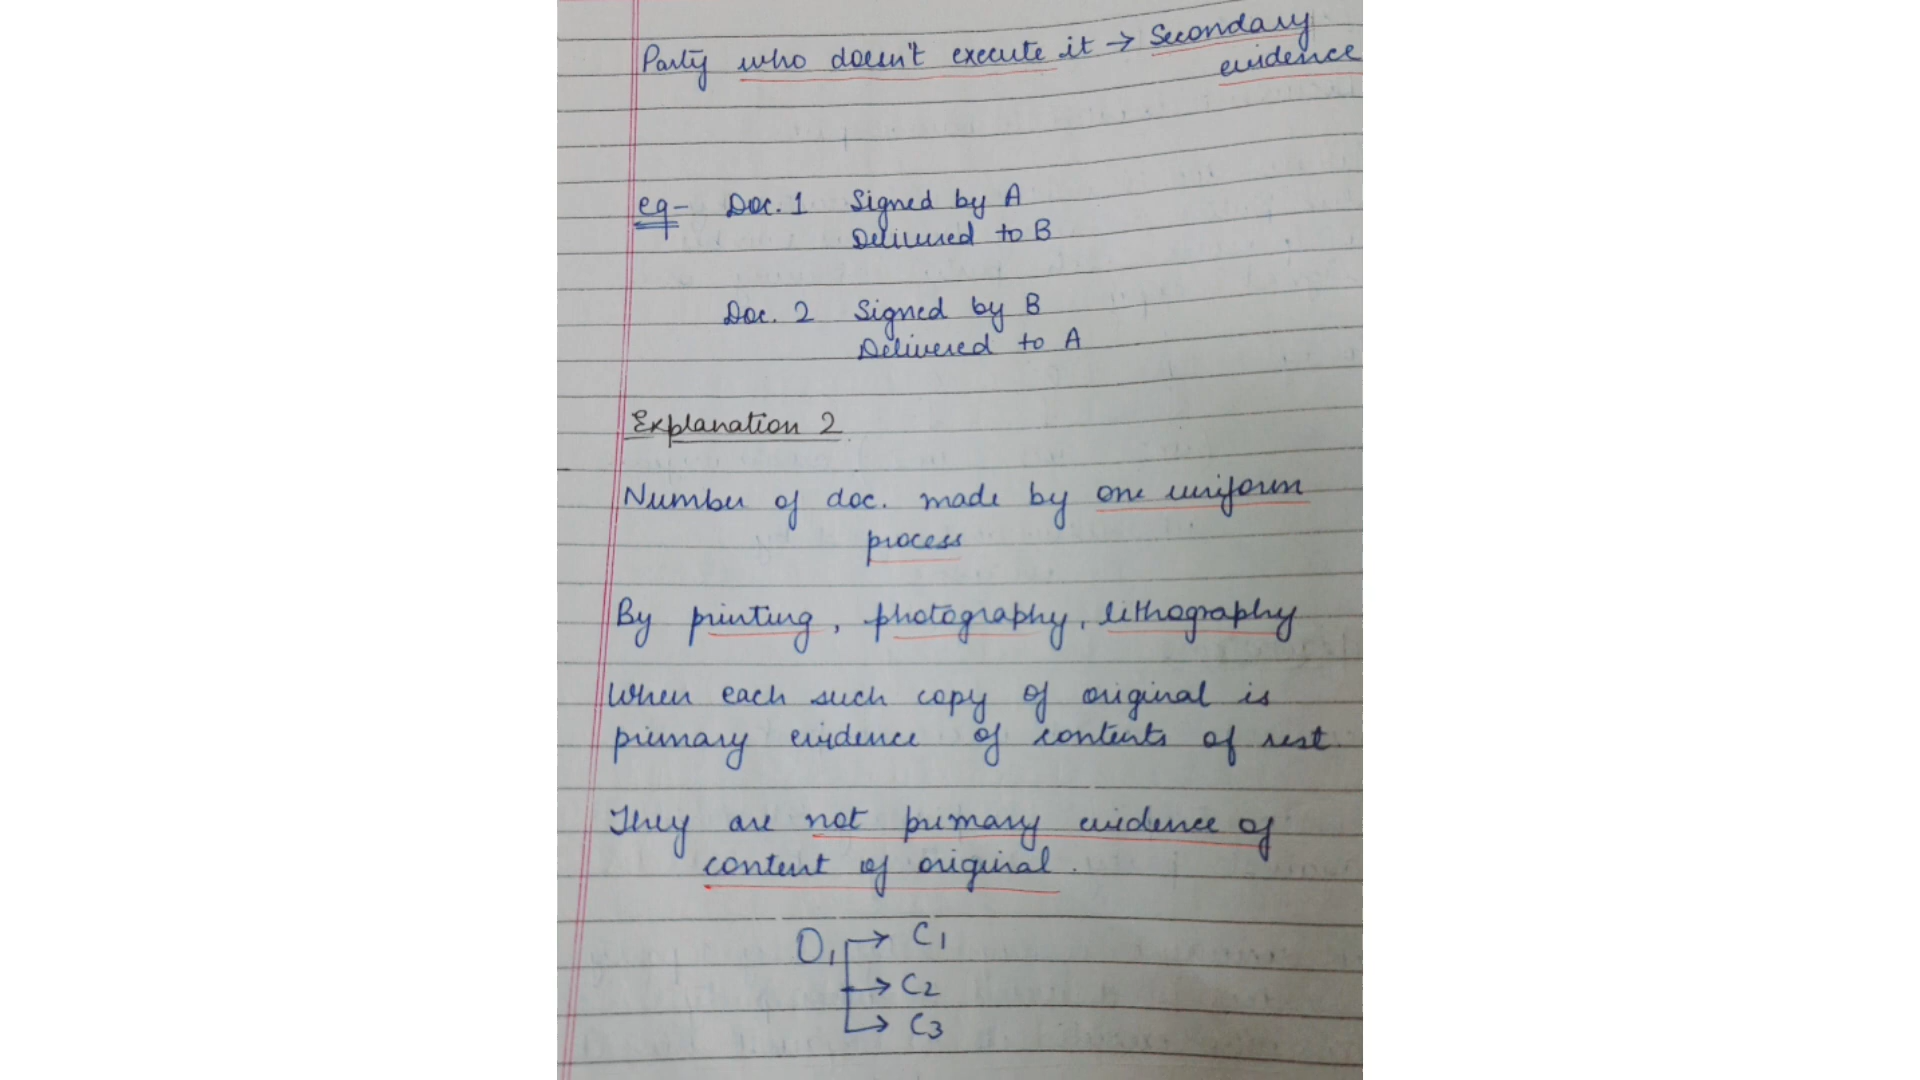 Party who doesn't execute it → Secondary
evidence
eg- Doc. 1 Signed by A
Delivered to B
Doc. 2 Signed by B
Delivered to A
Explanation 2
Number of doc. made by one uniform
process
By printing, photography, lithography
When each such copy of original is
primary evidence of contents of rest
They are not primary evidence of
content of original.
O1 → C1
→ C2
→ C3